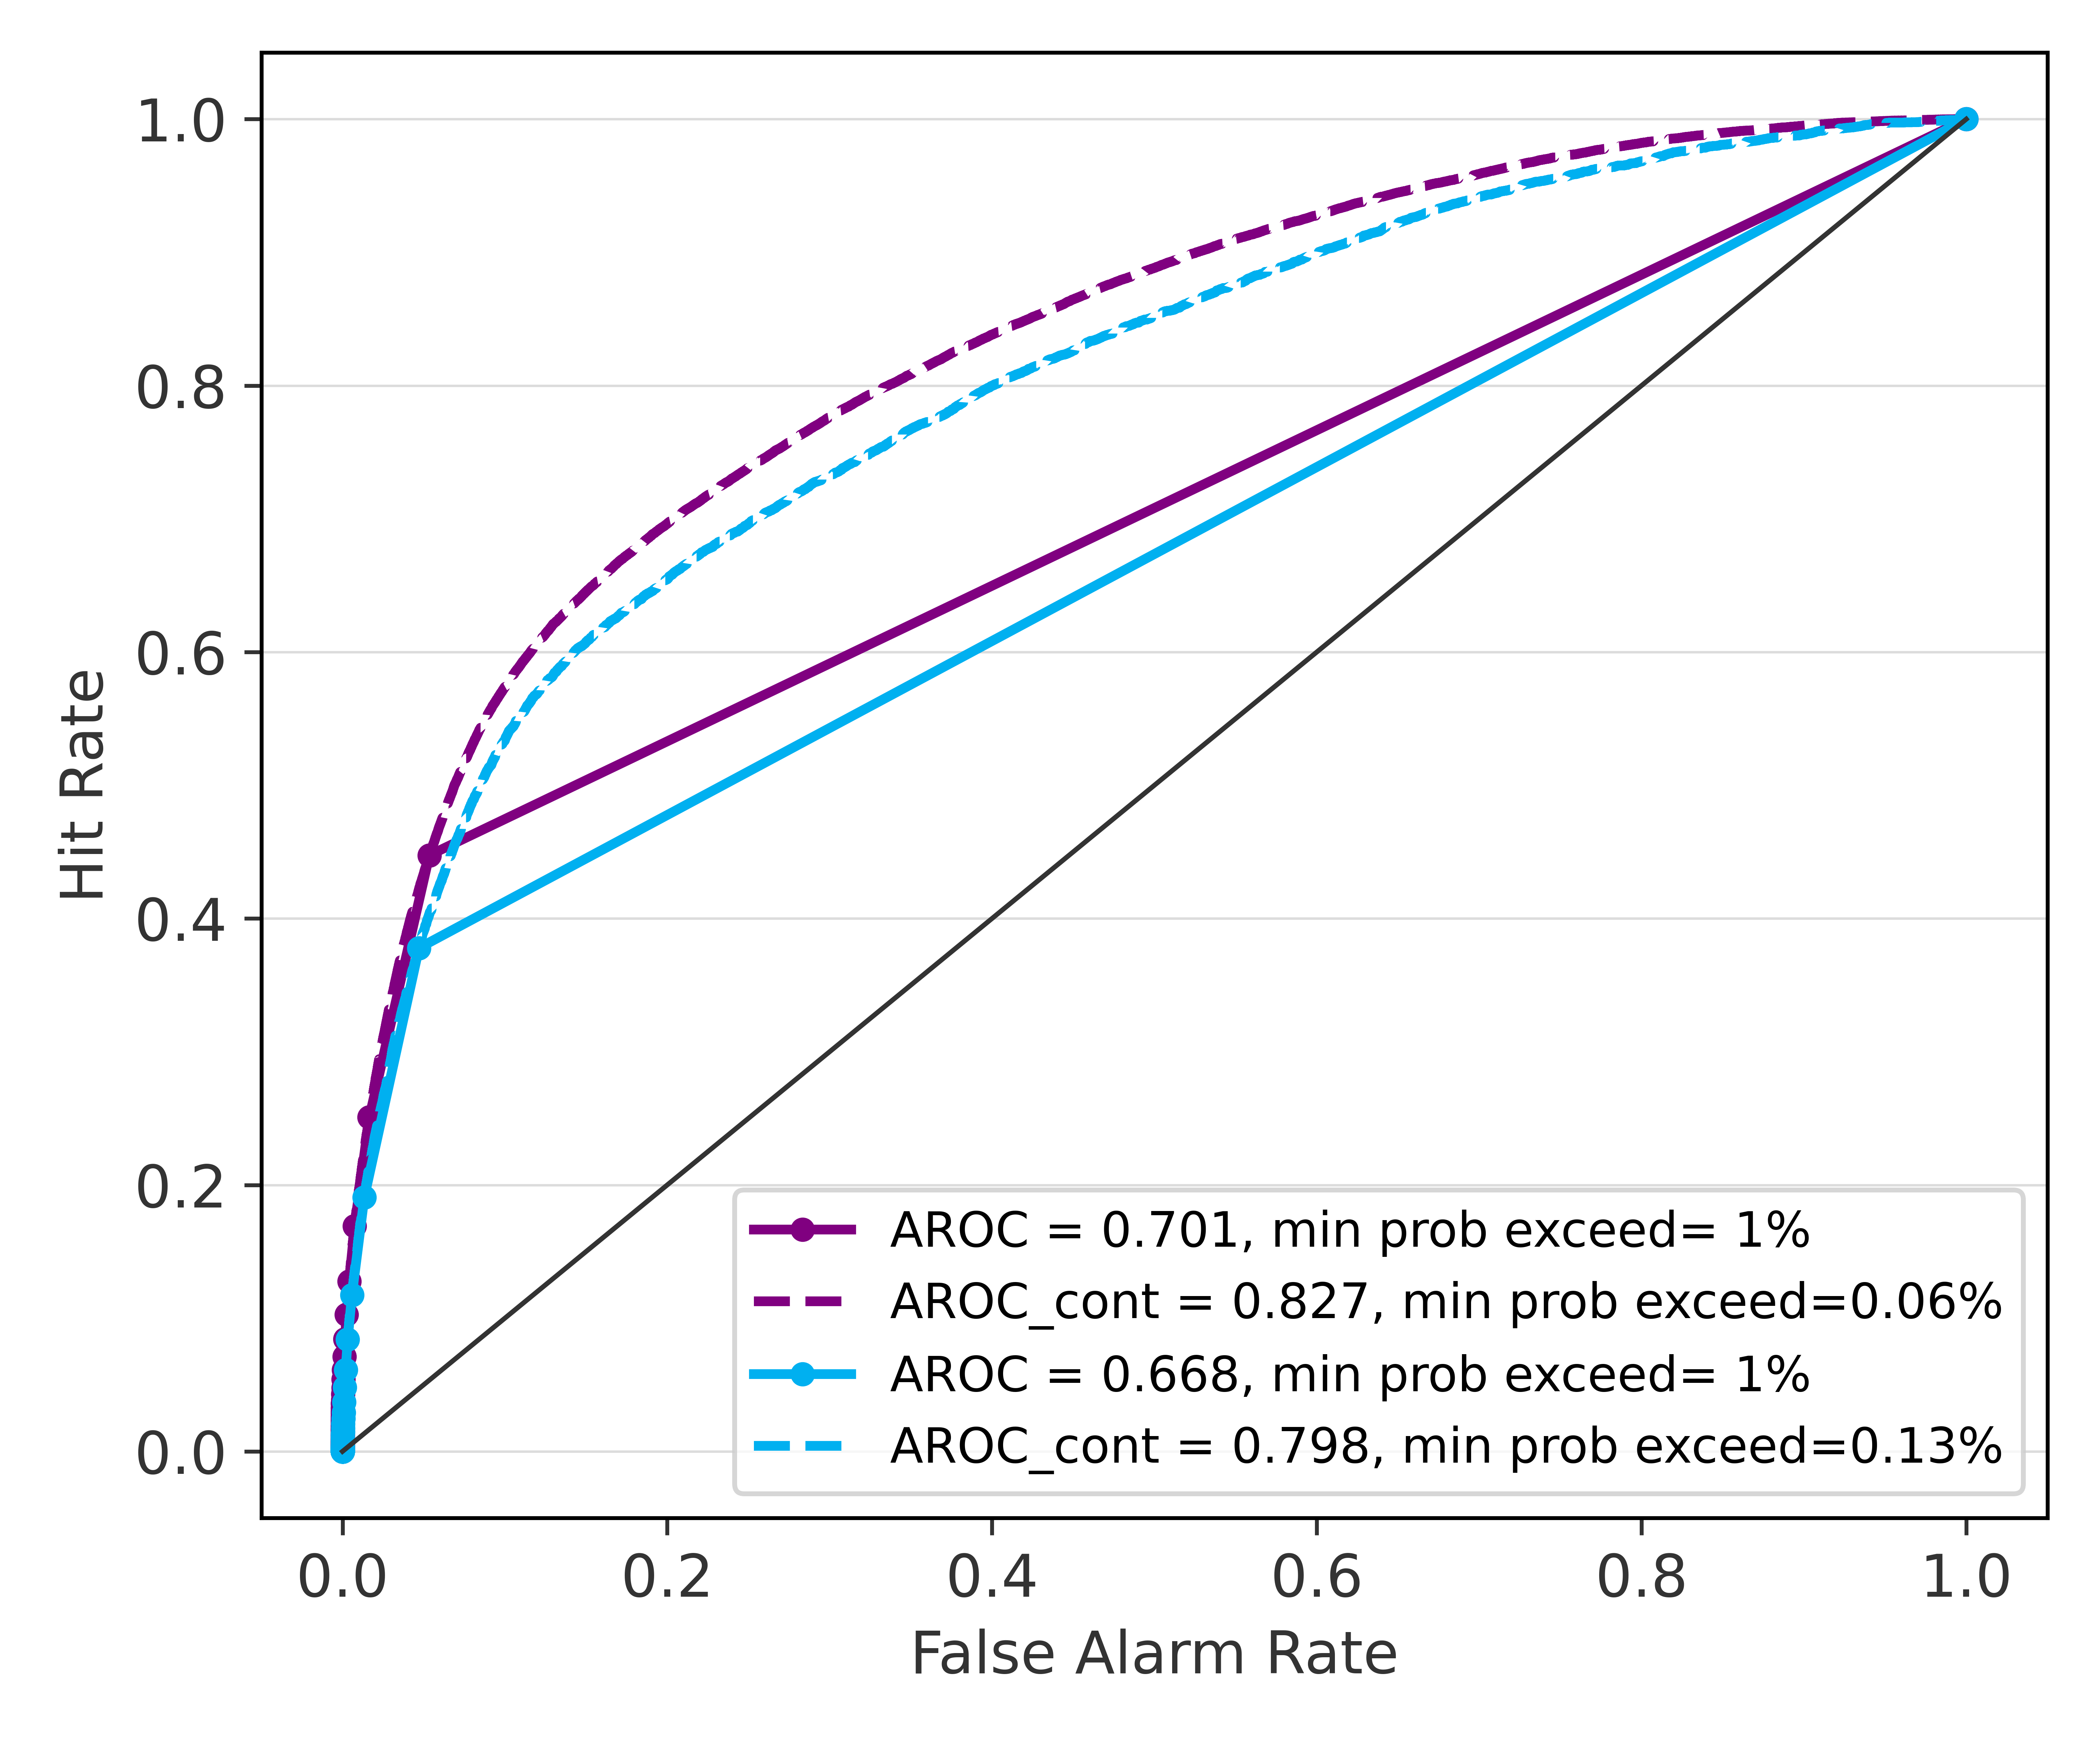 1.0
0.8
0.6
0.4
0.2
0.0
Hit Rate
AROC = 0.701, min prob exceed= 1%
AROC_cont = 0.827, min prob exceed=0.06%
AROC = 0.668, min prob exceed= 1%
AROC_cont = 0.798, min prob exceed=0.13%
0.0 0.2 0.4 0.6 0.8 1.0
False Alarm Rate